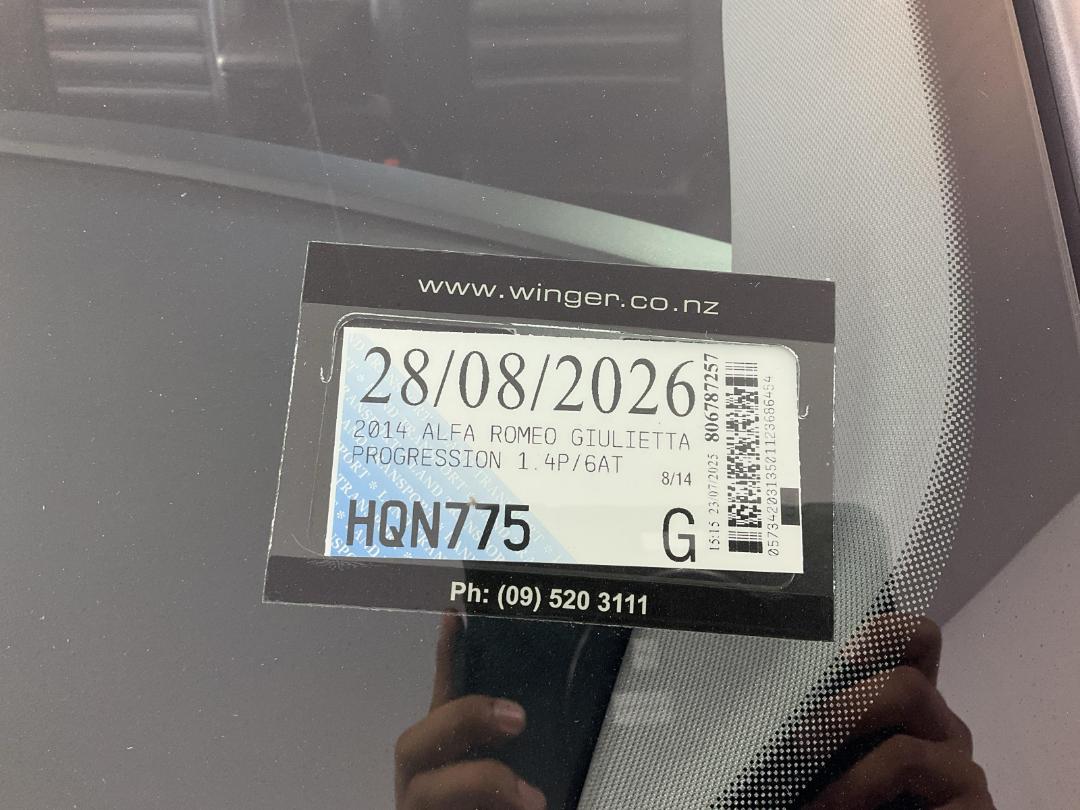 www.winger.co.nz
28/08/2026
2014 ALFA ROMEO GIULIETTA
PROGRESSION 1.4P/6AT
8/14
HQN775
G
15:15 23/07/2025 806787257
Ph: (09) 520 3111